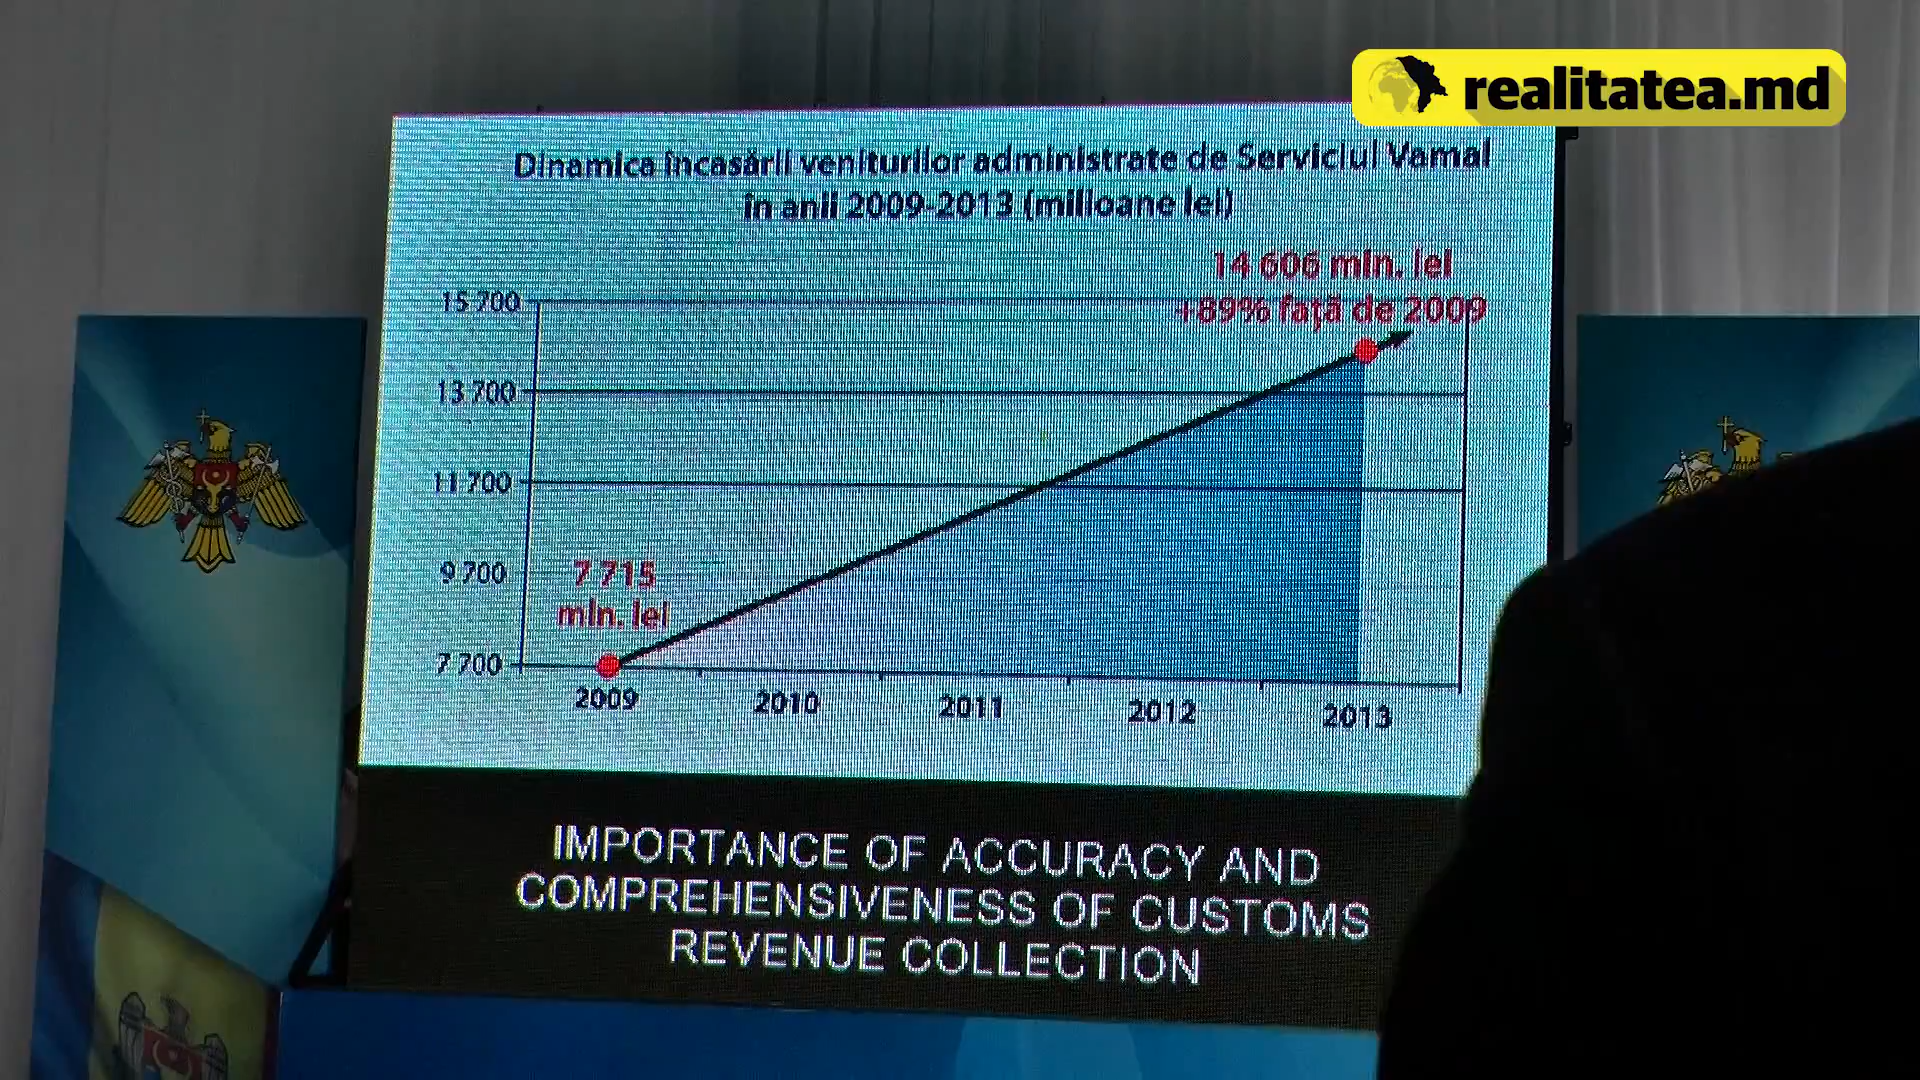 realitatea.md
Dinamica încasării veniturilor administrate de Serviciul Vamal
în anii 2009-2013 (milioane lei)
14 606 mln. lei
+89% faţă de 2009
15 700
13 700
11 700
9 700
7 700
7 715
mln. lei
2009 2010 2011 2012 2013
IMPORTANCE OF ACCURACY AND
COMPREHENSIVENESS OF CUSTOMS
REVENUE COLLECTION